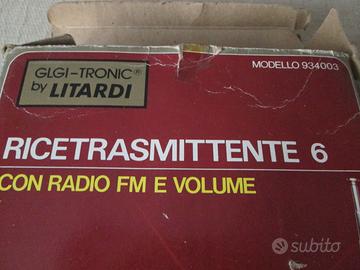 GLGI-TRONIC®
by LITARDI
MODELLO 934003
RICETRASMITTENTE 6
CON RADIO FM E VOLUME
subito